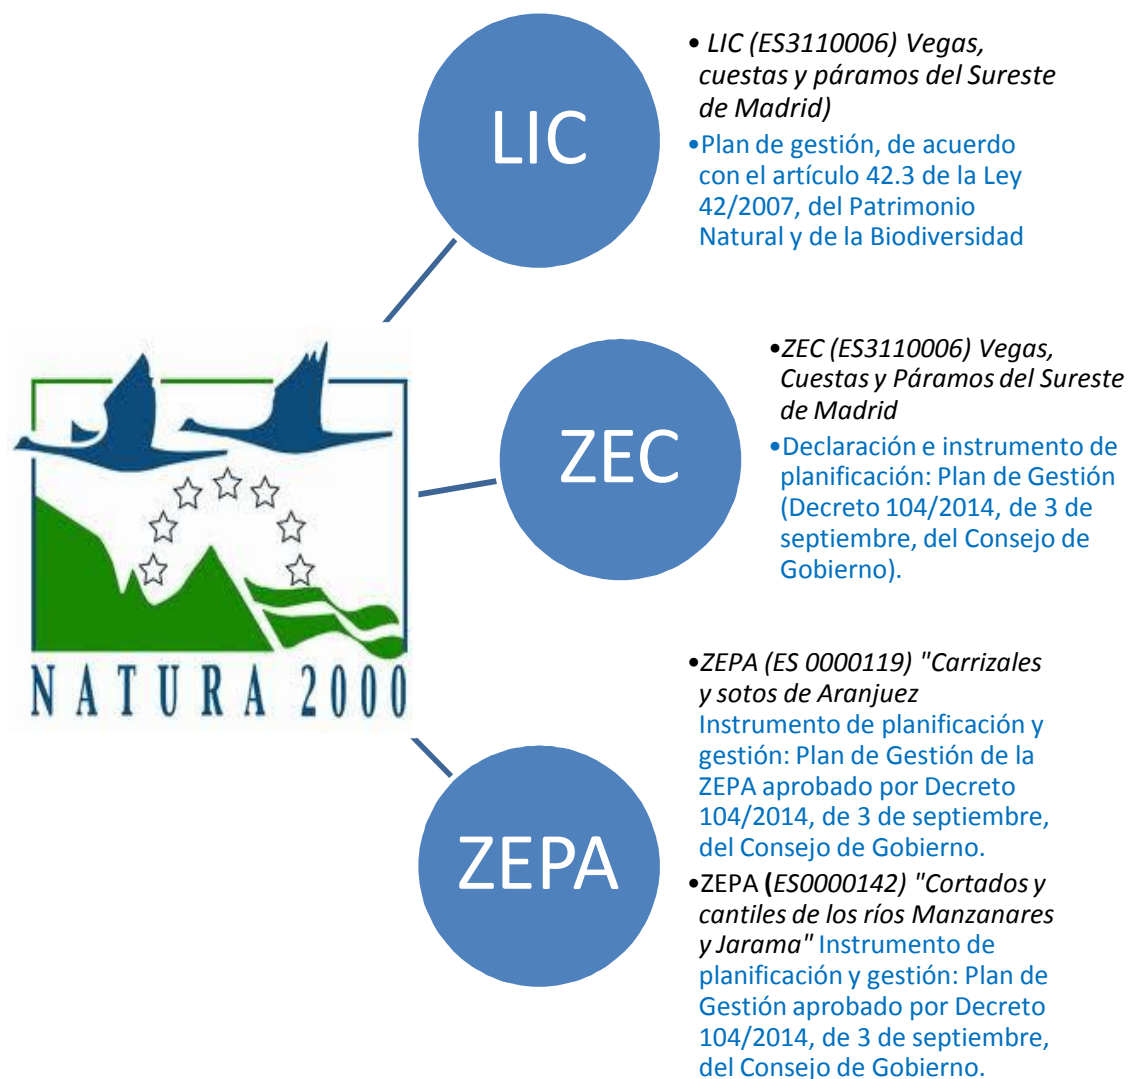 LIC
• LIC (ES3110006) Vegas,
cuestas y páramos del Sureste
de Madrid)
•Plan de gestión, de acuerdo
con el artículo 42.3 de la Ley
42/2007, del Patrimonio
Natural y de la Biodiversidad
NATURA 2000
ZEC
•ZEC (ES3110006) Vegas,
Cuestas y Páramos del Sureste
de Madrid
•Declaración e instrumento de
planificación: Plan de Gestión
(Decreto 104/2014, de 3 de
septiembre, del Consejo de
Gobierno).
ZEPA
•ZEPA (ES 0000119) "Carrizales
y sotos de Aranjuez
Instrumento de planificación y
gestión: Plan de Gestión de la
ZEPA aprobado por Decreto
104/2014, de 3 de septiembre,
del Consejo de Gobierno.
•ZEPA (ES0000142) "Cortados y
cantiles de los ríos Manzanares
y Jarama" Instrumento de
planificación y gestión: Plan de
Gestión aprobado por Decreto
104/2014, de 3 de septiembre,
del Consejo de Gobierno.